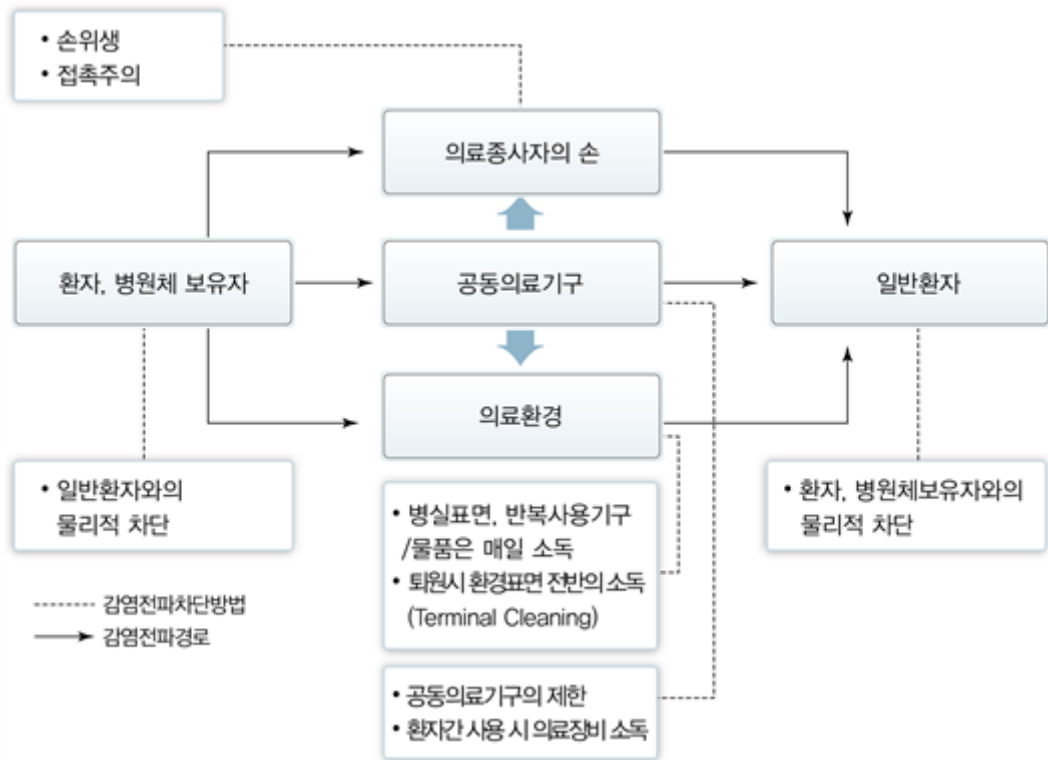 • 손위생
• 접촉주의
의료종사자의 손
환자, 병원체 보유자
공동의료기구
일반환자
의료환경
• 일반환자와의
물리적 차단
• 병실표면, 반복사용기구
/물품은 매일 소독
• 퇴원시 환경표면 전반의 소독
(Terminal Cleaning)
• 환자, 병원체보유자와의
물리적 차단
감염전파차단방법
감염전파경로
• 공동의료기구의 제한
• 환자간 사용 시 의료장비 소독